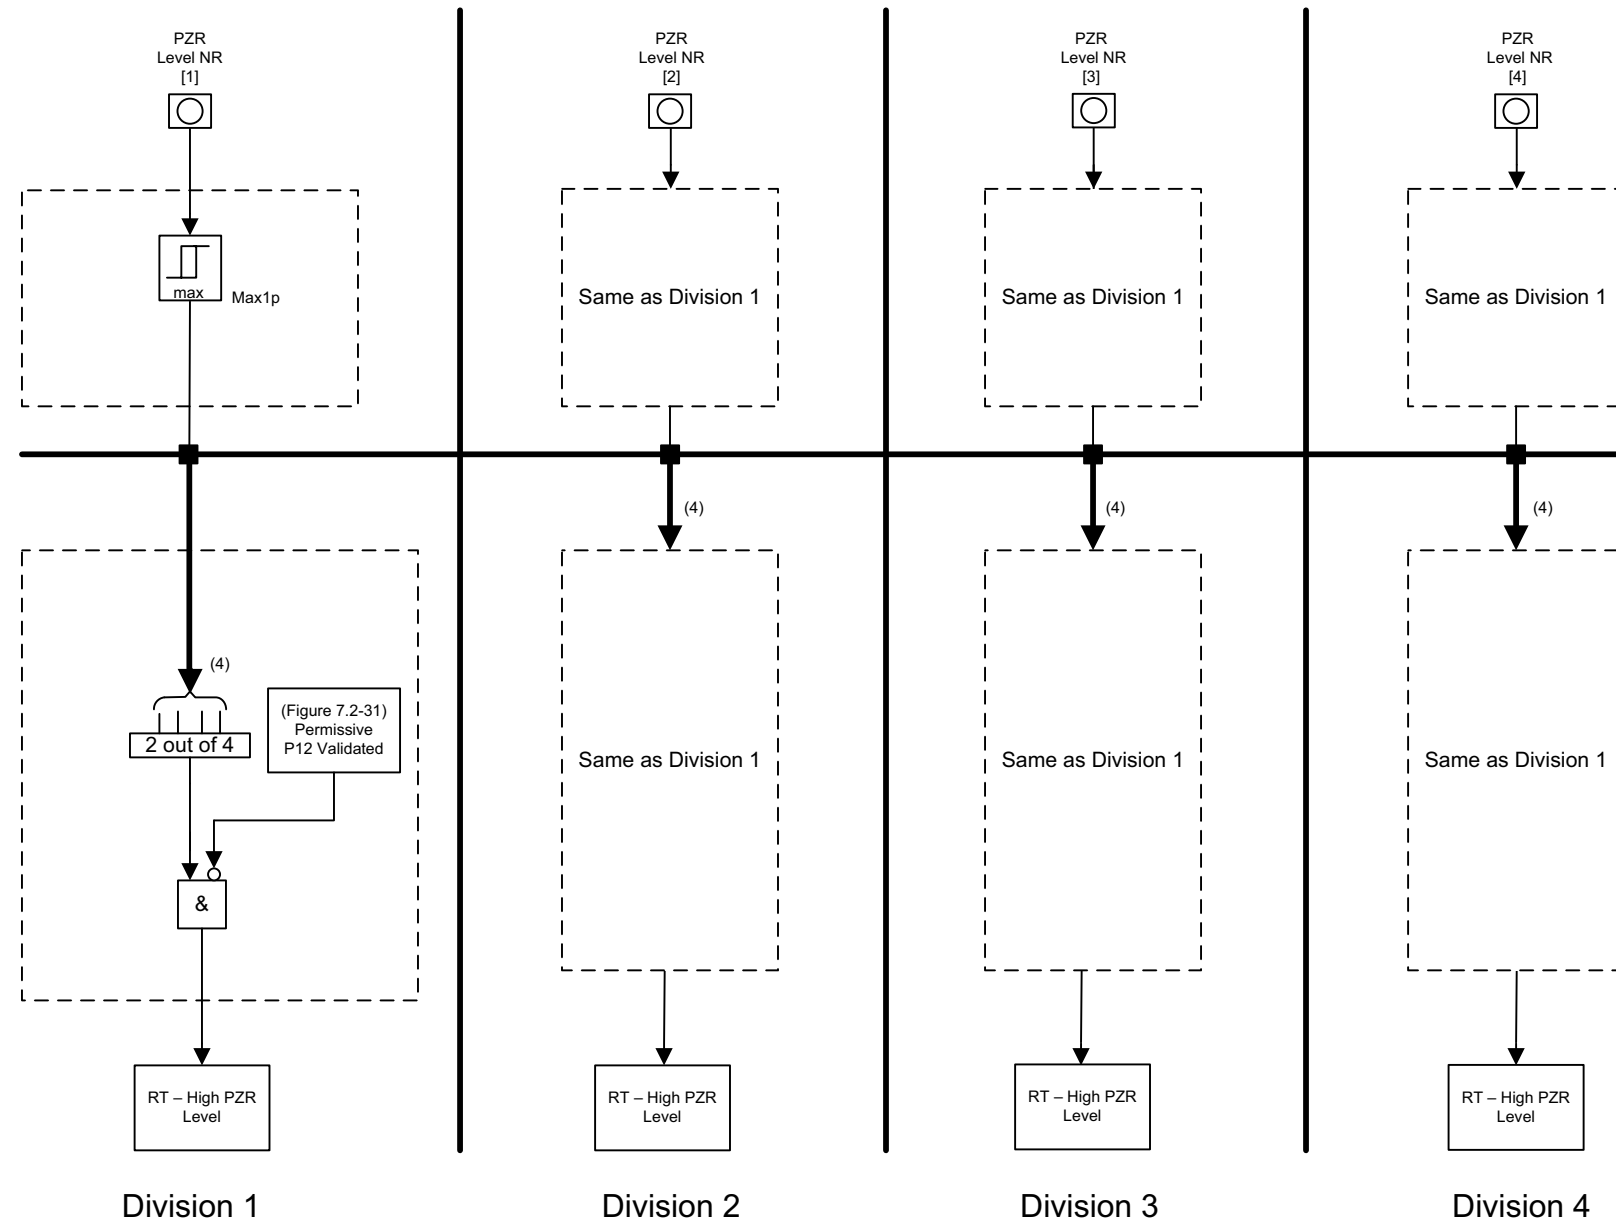 PZR
Level NR
[1]
PZR
Level NR
[2]
PZR
Level NR
[3]
PZR
Level NR
[4]
max
Max1p
Same as Division 1
Same as Division 1
Same as Division 1
(4)
(4)
(4)
(4)
2 out of 4
(Figure 7.2-31)
Permissive
P12 Validated
&
Same as Division 1
Same as Division 1
Same as Division 1
RT – High PZR
Level
RT – High PZR
Level
RT – High PZR
Level
RT – High PZR
Level
Division 1
Division 2
Division 3
Division 4